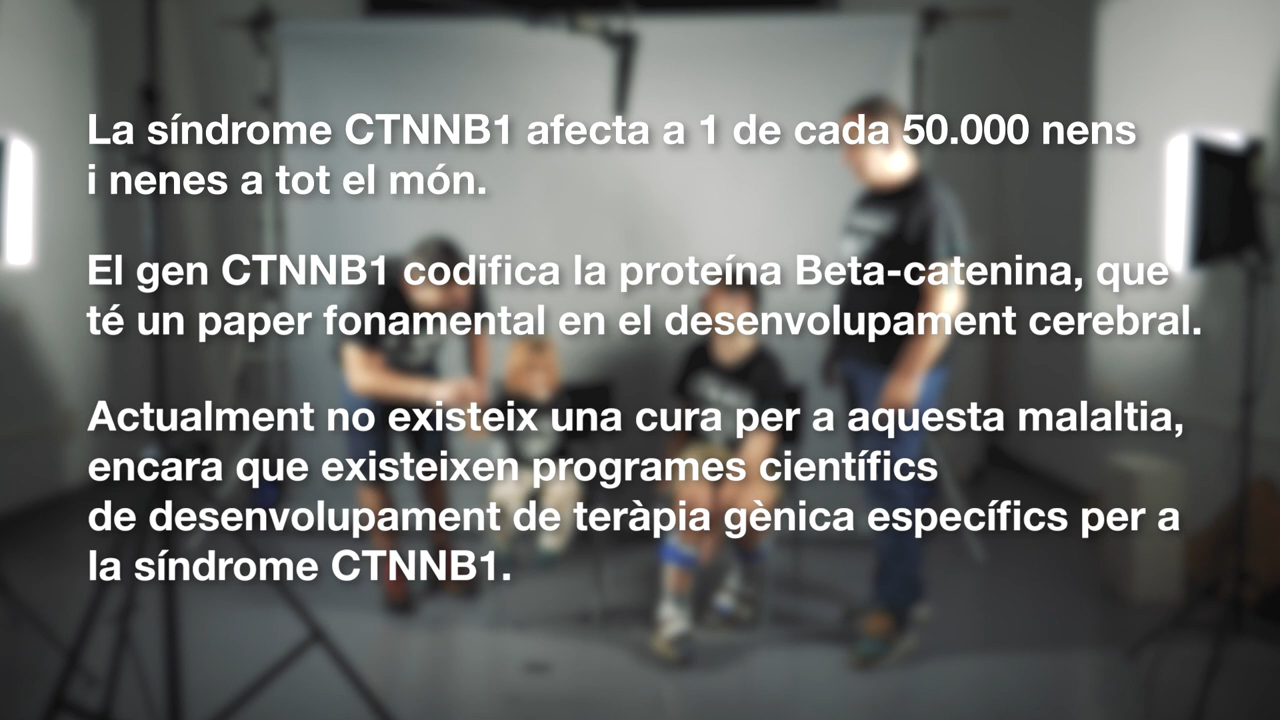 La síndrome CTNNB1 afecta a 1 de cada 50.000 nens
i nenes a tot el món.
El gen CTNNB1 codifica la proteína Beta-catenina, que
té un paper fonamental en el desenvolupament cerebral.
Actualment no existeix una cura per a aquesta malaltia,
encara que existeixen programes científics
de desenvolupament de teràpia gènica específics per a
la síndrome CTNNB1.